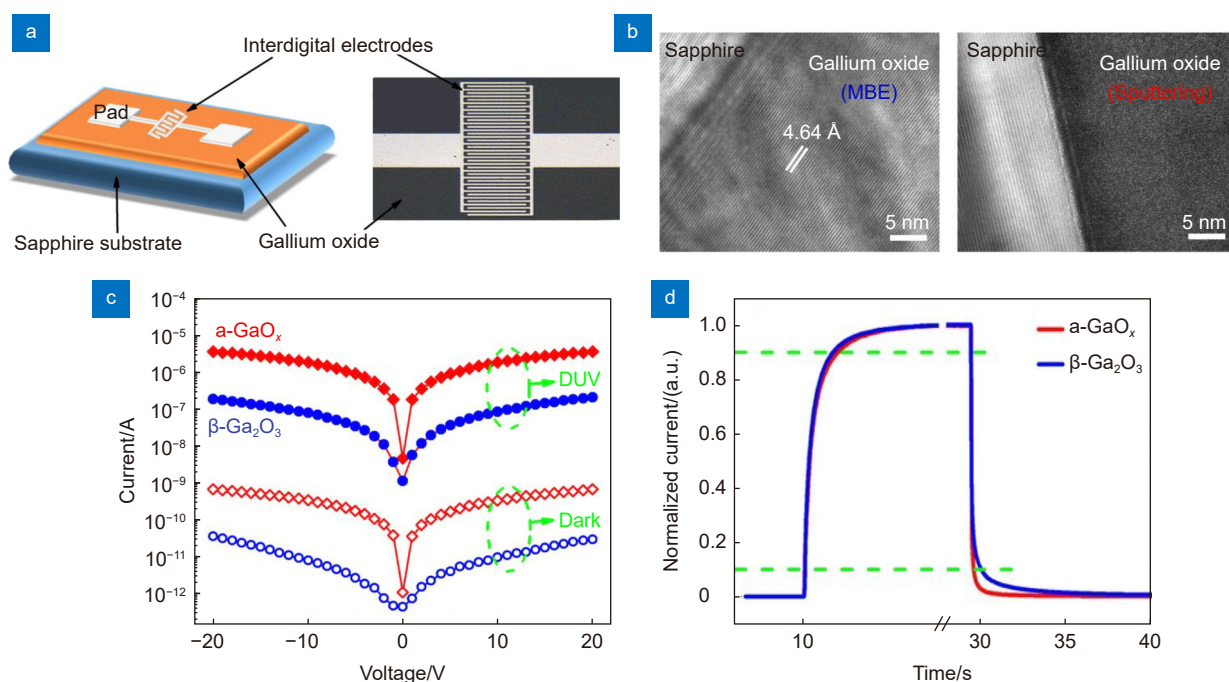 a
Interdigital electrodes
Pad
Sapphire substrate
Gallium oxide
b
Sapphire
Gallium oxide
(MBE)
4.64 Å
5 nm
Sapphire
Gallium oxide
(Sputtering)
5 nm
c
10⁻⁴
10⁻⁵
10⁻⁶
10⁻⁷
10⁻⁸
10⁻⁹
10⁻¹⁰
10⁻¹¹
10⁻¹²
Current/A
a-GaOₓ
β-Ga₂O₃
DUV
Dark
−20
−10
0
10
20
Voltage/V
d
1.0
0.8
0.6
0.4
0.2
0
Normalized current/(a.u.)
a-GaOₓ
β-Ga₂O₃
10
30
35
40
Time/s